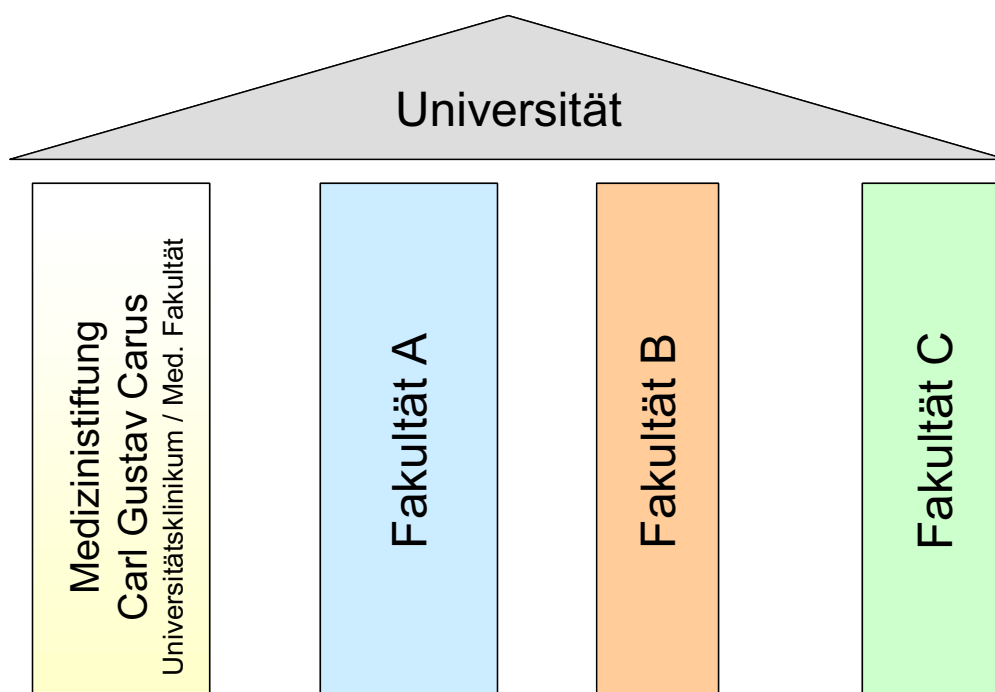 Universität
Medizinistiftung
Carl Gustav Carus
Universitätsklinikum / Med. Fakultät
Fakultät A
Fakultät B
Fakultät C